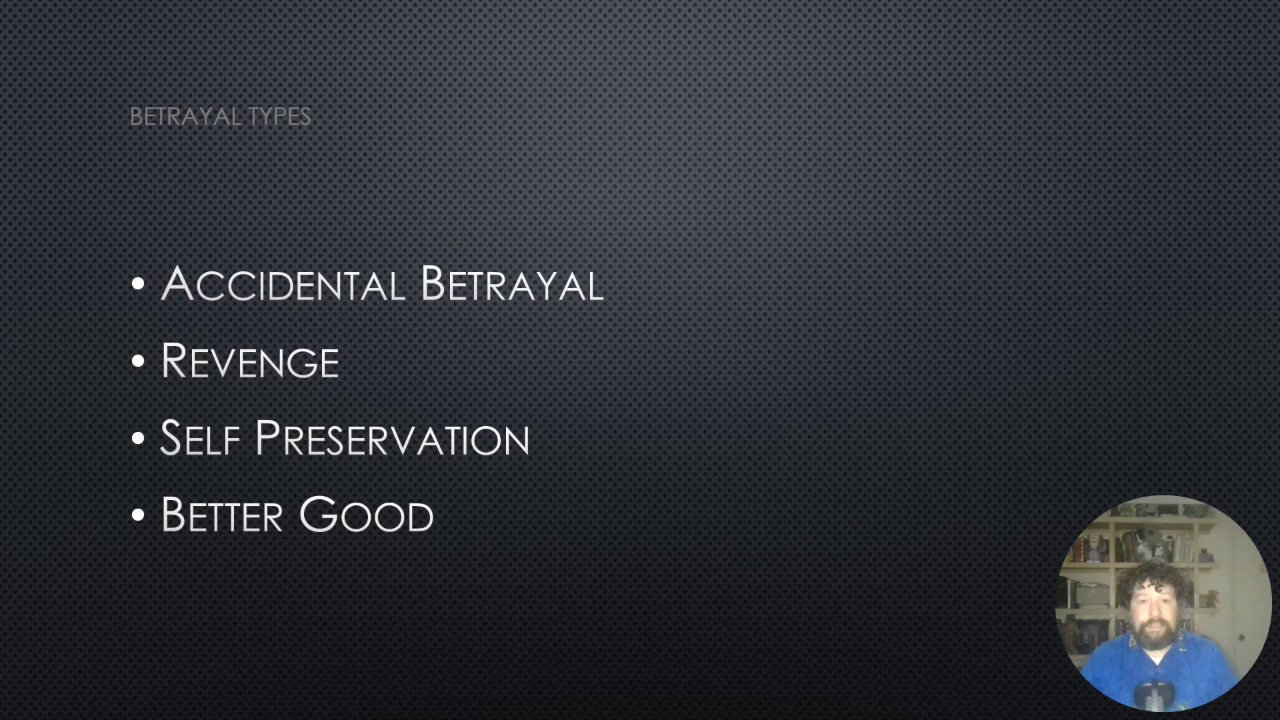 BETRAYAL TYPES
• ACCIDENTAL BETRAYAL
• REVENGE
• SELF PRESERVATION
• BETTER GOOD